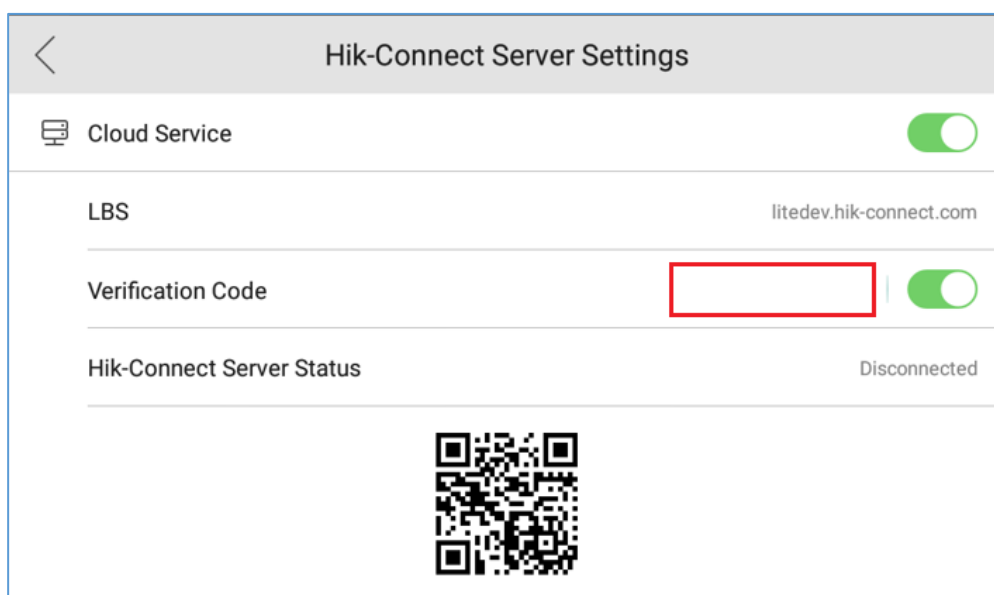 Hik-Connect Server Settings
Cloud Service
LBS litedev.hik-connect.com
Verification Code
Hik-Connect Server Status Disconnected